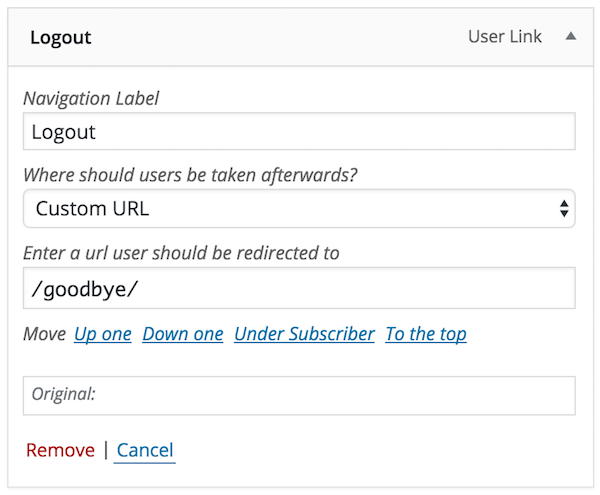 Logout User Link
Navigation Label
Logout
Where should users be taken afterwards?
Custom URL
Enter a url user should be redirected to
/goodbye/
Move Up one Down one Under Subscriber To the top
Original:
Remove | Cancel